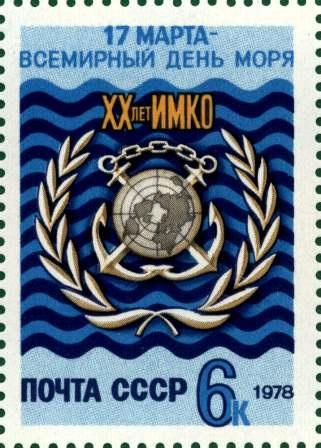 17 МАРТА-
ВСЕМИРНЫЙ ДЕНЬ МОРЯ
XX ЛЕТ ИМКО
ПОЧТА СССР 6к 1978